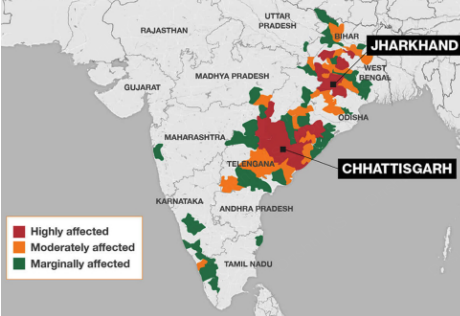 UTTAR
PRADESH
RAJASTHAN
BIHAR
JHARKHAND
WEST
BENGAL
MADHYA PRADESH
GUJARAT
ODISHA
MAHARASHTRA
TELENGANA
CHHATTISGARH
KARNATAKA
ANDHRA PRADESH
Highly affected
Moderately affected
Marginally affected
TAMIL NADU